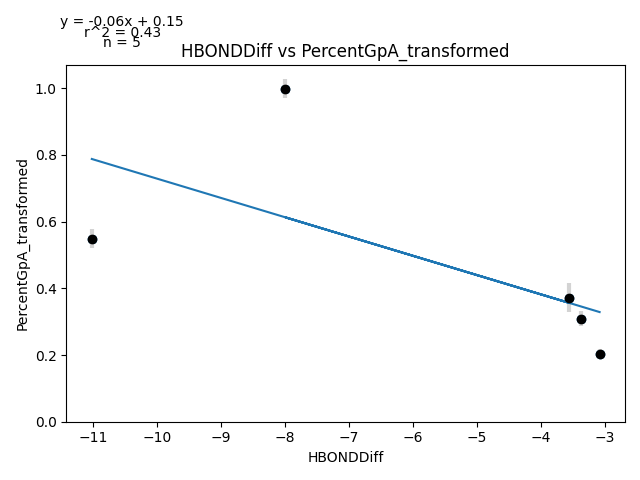 y = -0.06x + 0.15
r^2 = 0.43
n = 5
HBONDDiff vs PercentGpA_transformed
PercentGpA_transformed
1.0
0.8
0.6
0.4
0.2
0.0
−11 −10 −9 −8 −7 −6 −5 −4 −3
HBONDDiff